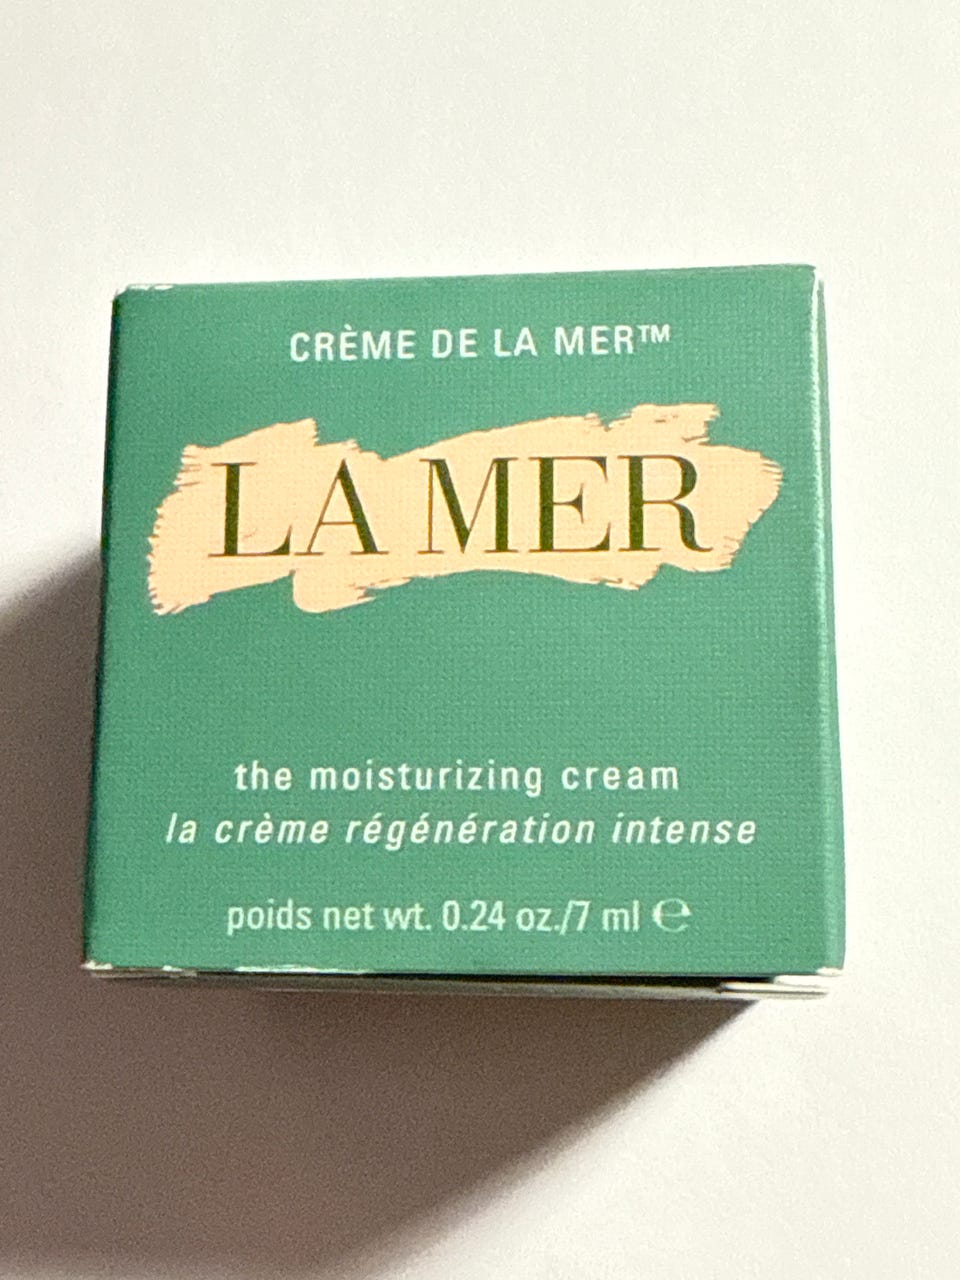 CRÈME DE LA MER™
LA MER
the moisturizing cream
la crème régénération intense
poids net wt. 0.24 oz./7 ml ℮